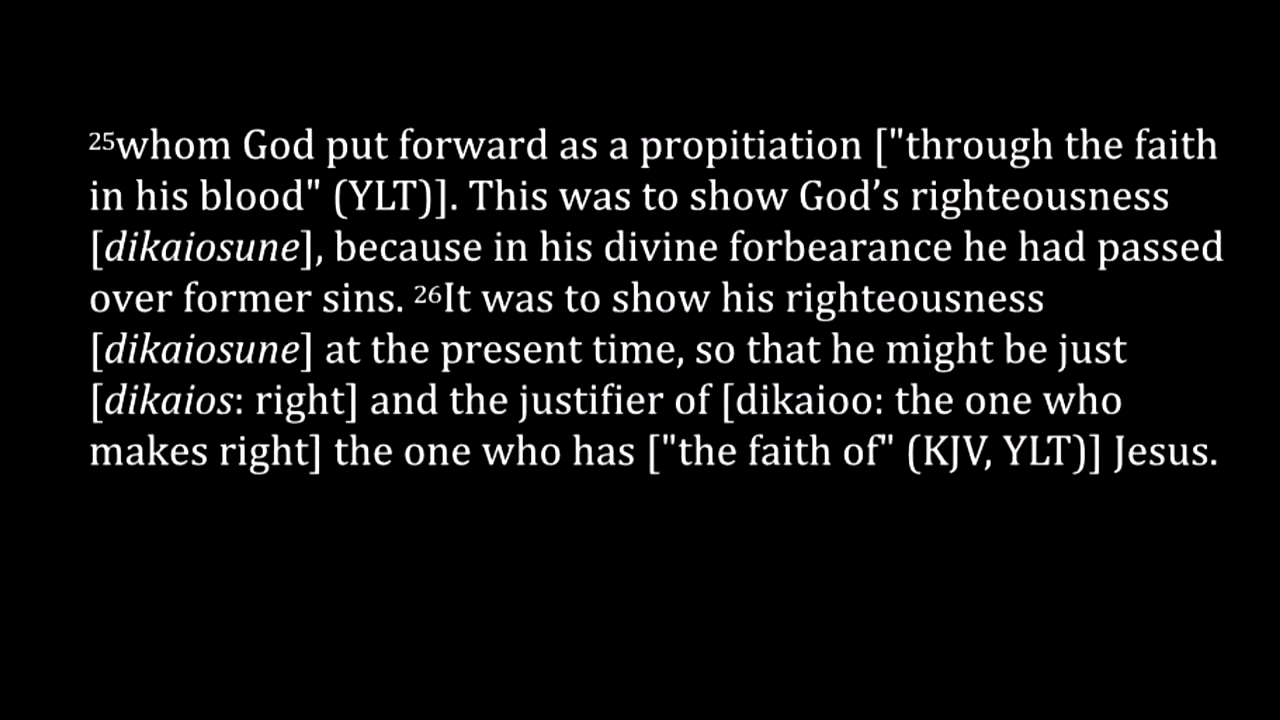 25whom God put forward as a propitiation ["through the faith
in his blood" (YLT)]. This was to show God’s righteousness
[dikaiosune], because in his divine forbearance he had passed
over former sins. 26It was to show his righteousness
[dikaiosune] at the present time, so that he might be just
[dikaios: right] and the justifier of [dikaioo: the one who
makes right] the one who has ["the faith of" (KJV, YLT)] Jesus.